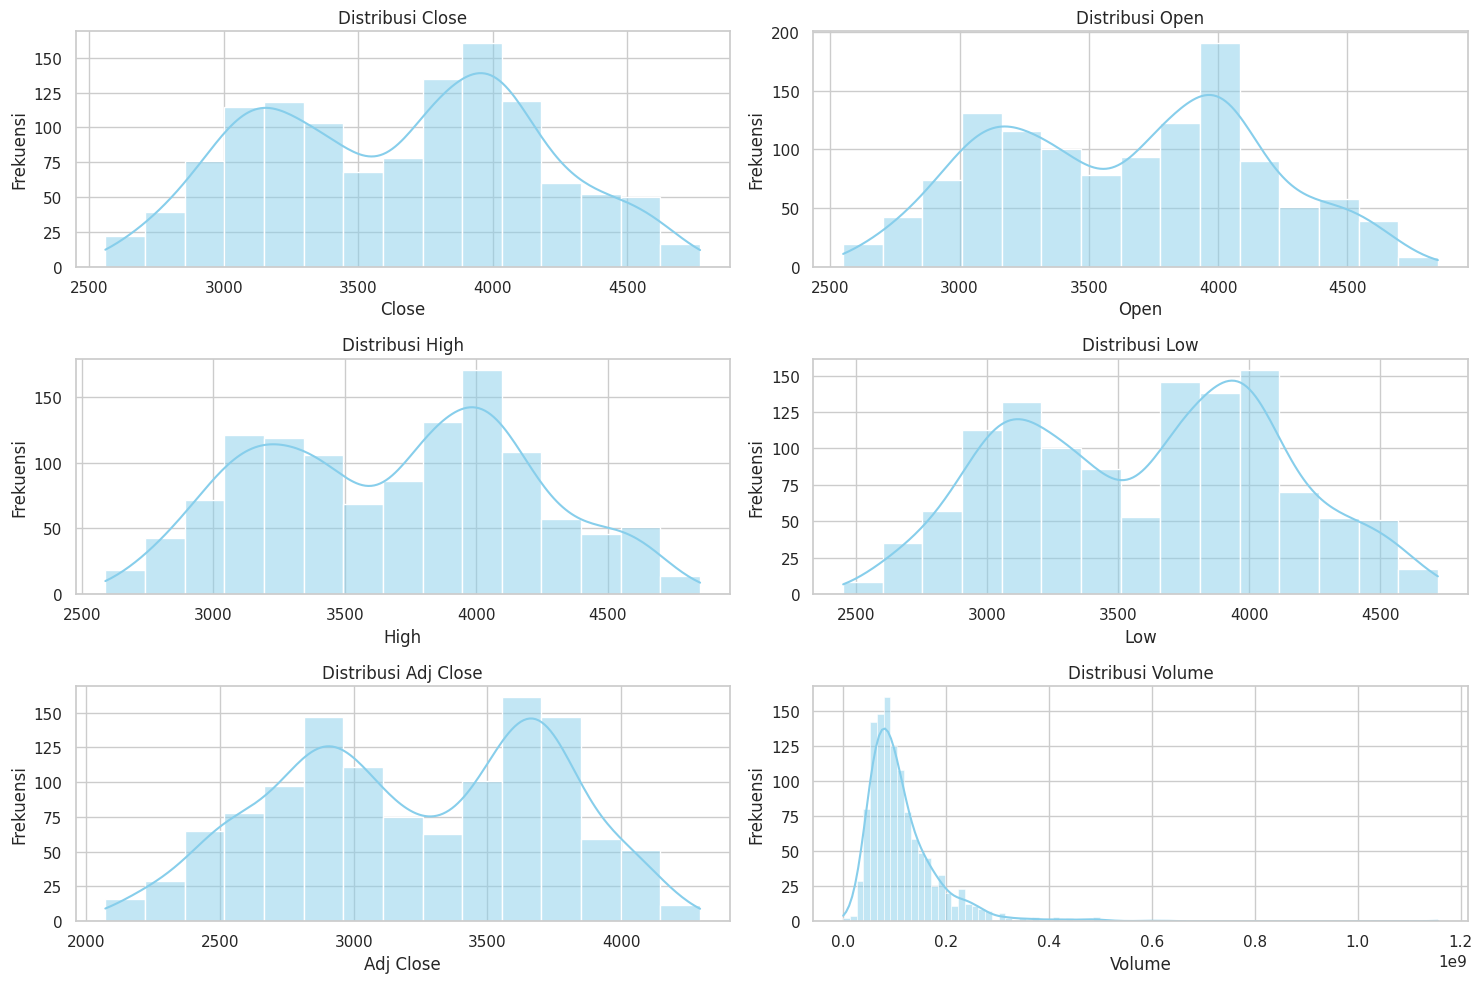 Distribusi Close
Frekuensi
150
125
100
75
50
25
0
2500 3000 3500 4000 4500
Close
Distribusi Open
Frekuensi
200
150
100
50
0
2500 3000 3500 4000 4500
Open
Distribusi High
Frekuensi
150
100
50
0
2500 3000 3500 4000 4500
High
Distribusi Low
Frekuensi
150
125
100
75
50
25
0
2500 3000 3500 4000 4500
Low
Distribusi Adj Close
Frekuensi
150
125
100
75
50
25
0
2000 2500 3000 3500 4000
Adj Close
Distribusi Volume
Frekuensi
150
125
100
75
50
25
0
0.0 0.2 0.4 0.6 0.8 1.0 1.2
1e9
Volume